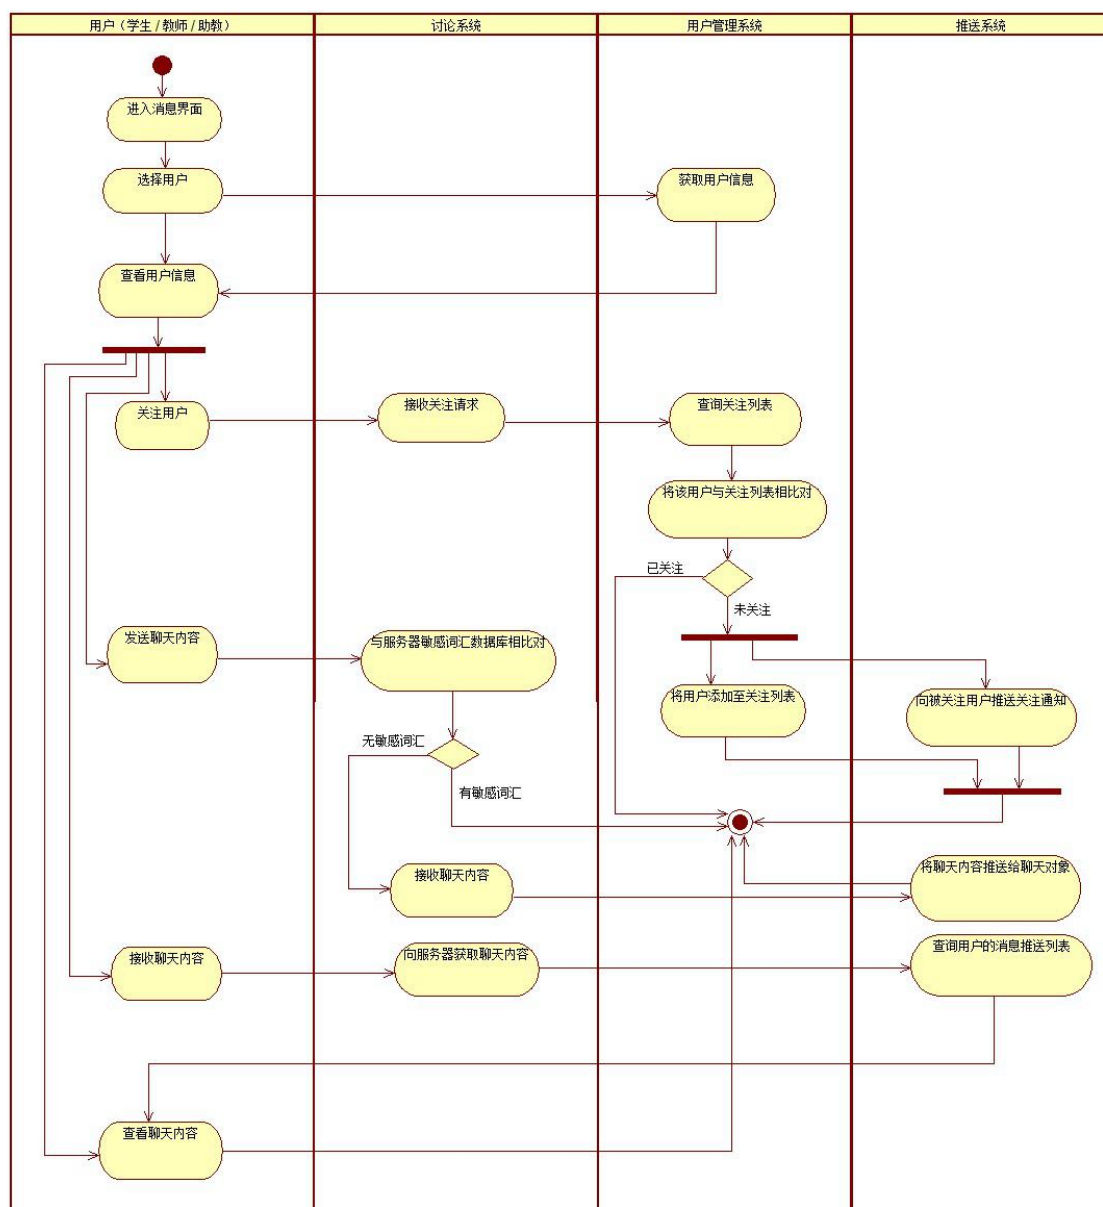 用户（学生 / 教师 / 助教）
讨论系统
用户管理系统
推送系统
进入消息界面
选择用户
获取用户信息
查看用户信息
关注用户
接收关注请求
查询关注列表
将该用户与关注列表相比对
已关注
未关注
发送聊天内容
与服务器敏感词汇数据库相比对
将用户添加至关注列表
向被关注用户推送关注通知
无敏感词汇
有敏感词汇
接收聊天内容
将聊天内容推送给聊天对象
接收聊天内容
向服务器获取聊天内容
查询用户的消息推送列表
查看聊天内容